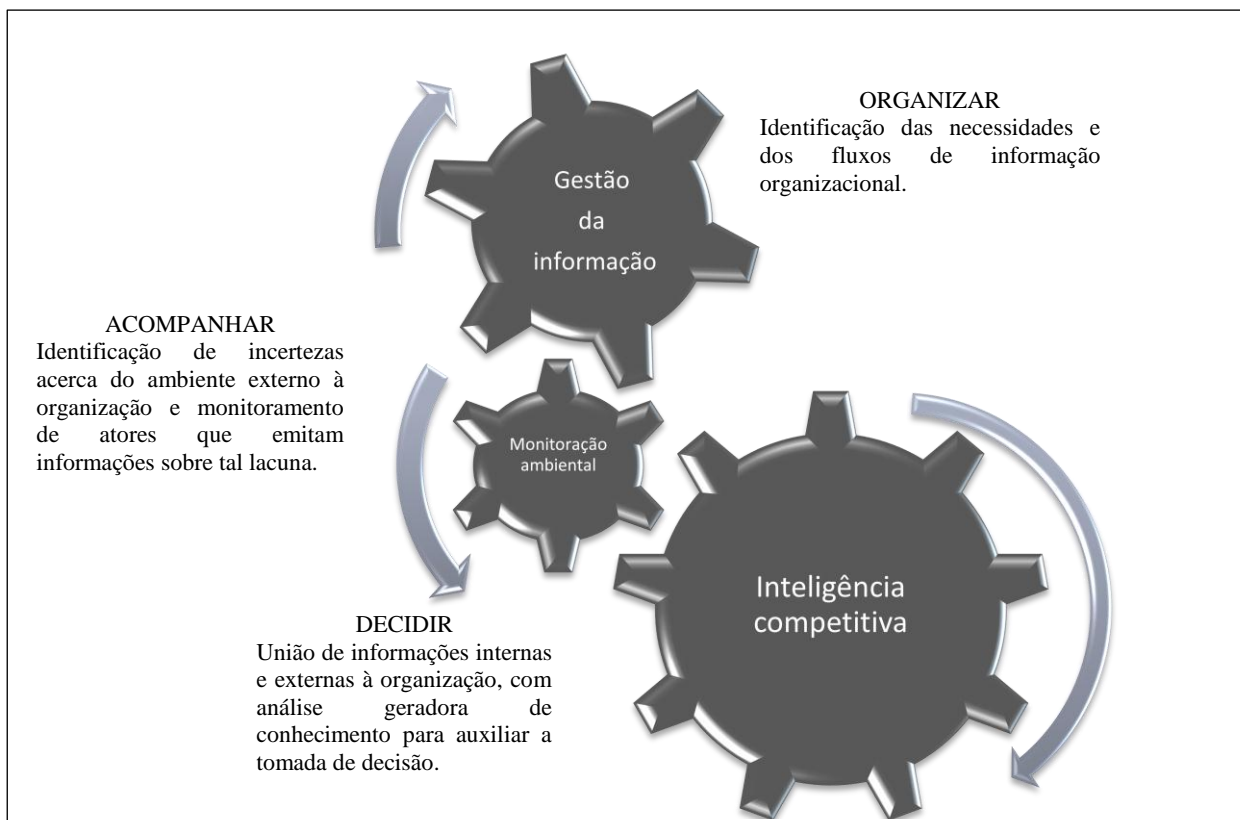 ORGANIZAR
Identificação das necessidades e
dos fluxos de informação
organizacional.
Gestão
da
informação
ACOMPANHAR
Identificação de incertezas
acerca do ambiente externo à
organização e monitoramento
de atores que emitam
informações sobre tal lacuna.
Monitoração
ambiental
Inteligência
competitiva
DECIDIR
União de informações internas
e externas à organização, com
análise geradora de
conhecimento para auxiliar a
tomada de decisão.